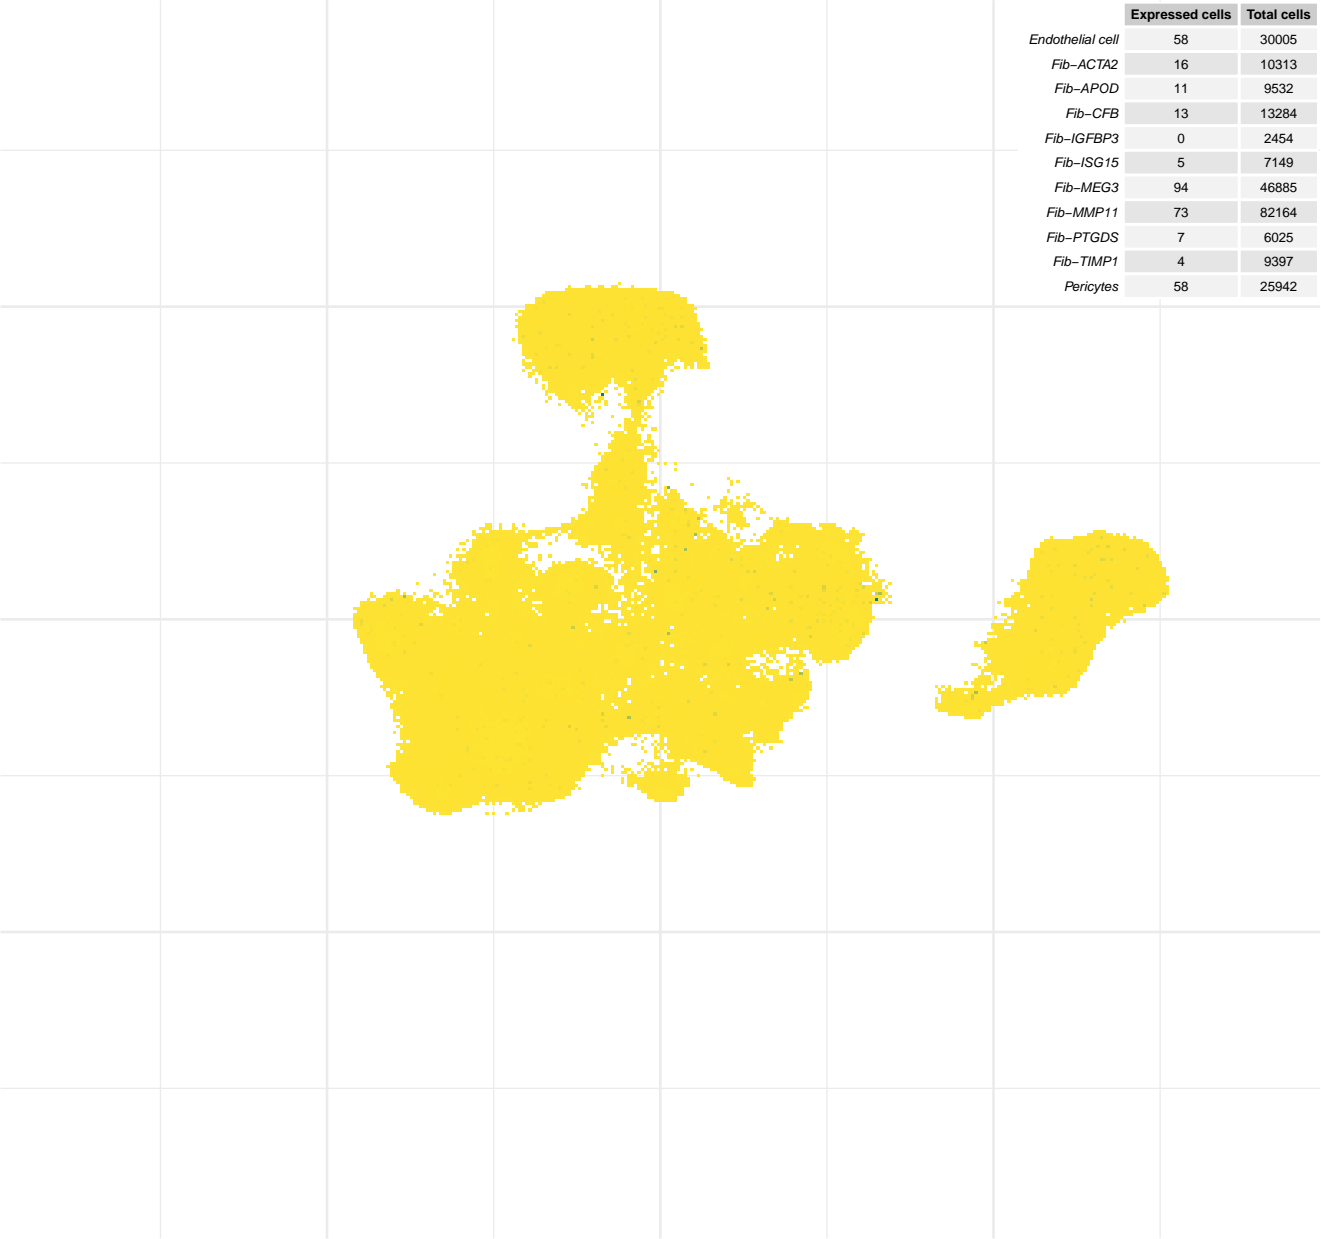 Expressed cells Total cells
Endothelial cell 58 30005
Fib−ACTA2 16 10313
Fib−APOD 11 9532
Fib−CFB 13 13284
Fib−IGFBP3 0 2454
Fib−ISG15 5 7149
Fib−MEG3 94 46885
Fib−MMP11 73 82164
Fib−PTGDS 7 6025
Fib−TIMP1 4 9397
Pericytes 58 25942